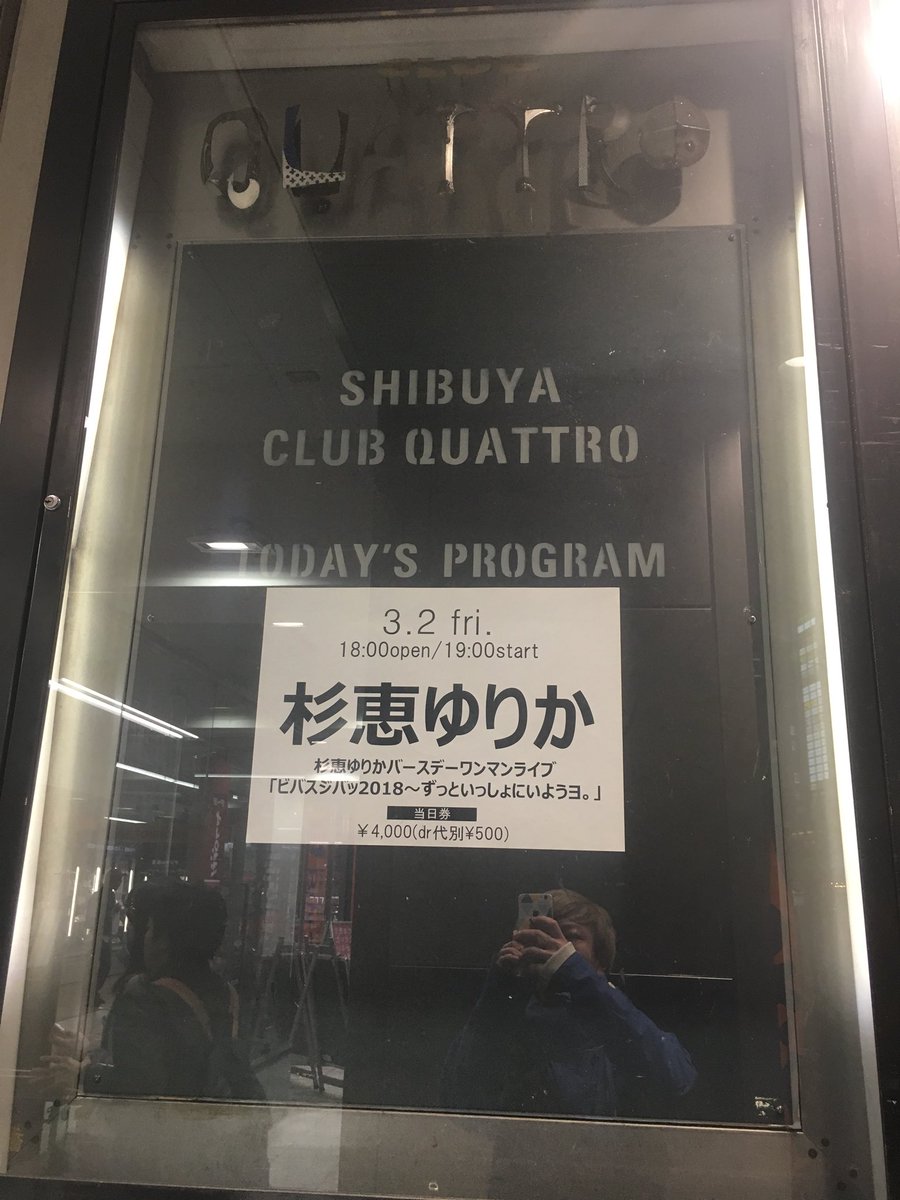 QUATTRO
SHIBUYA
CLUB QUATTRO
TODAY'S PROGRAM
3.2 fri.
18:00open/19:00start
杉恵ゆりか
杉恵ゆりかバースデーワンマンライブ
「ビバスジバッ2018〜ずっといっしょにいようヨ。」
当日券
￥4,000(dr代別¥500)